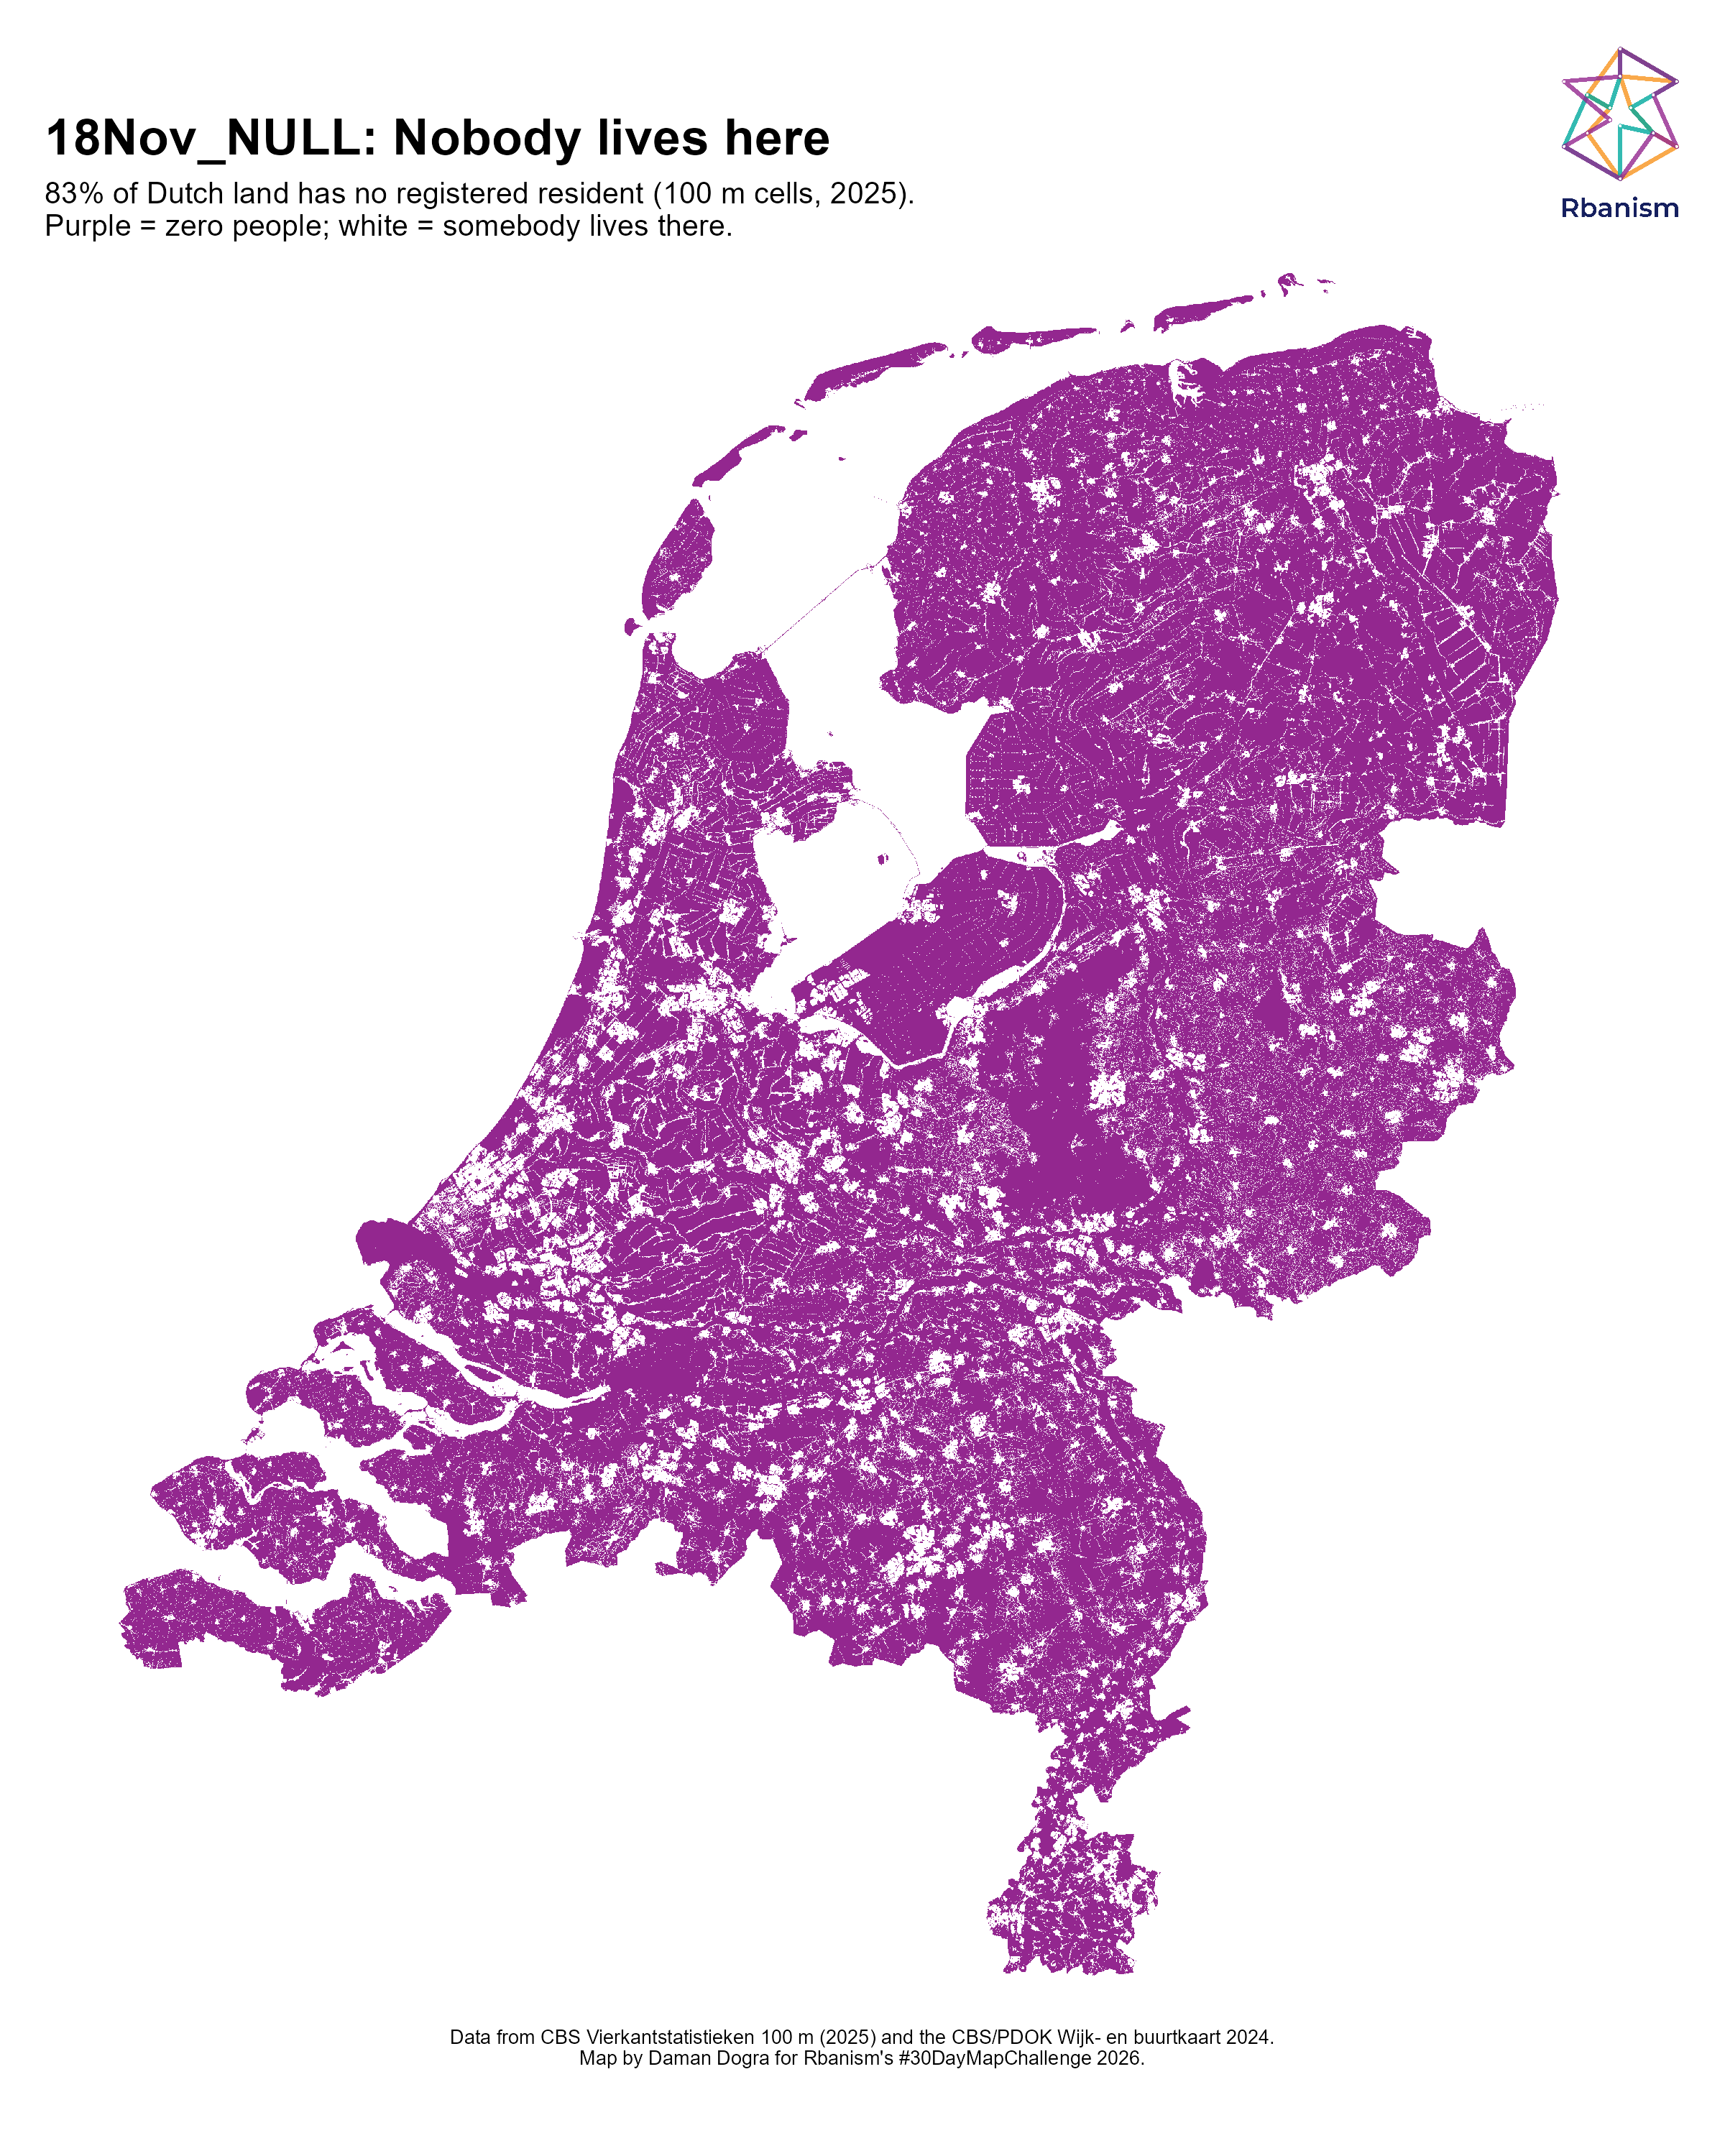 18Nov_NULL: Nobody lives here
83% of Dutch land has no registered resident (100 m cells, 2025).
Purple = zero people; white = somebody lives there.
Rbanism
Data from CBS Vierkantstatistieken 100 m (2025) and the CBS/PDOK Wijk- en buurtkaart 2024.
Map by Daman Dogra for Rbanism's #30DayMapChallenge 2026.